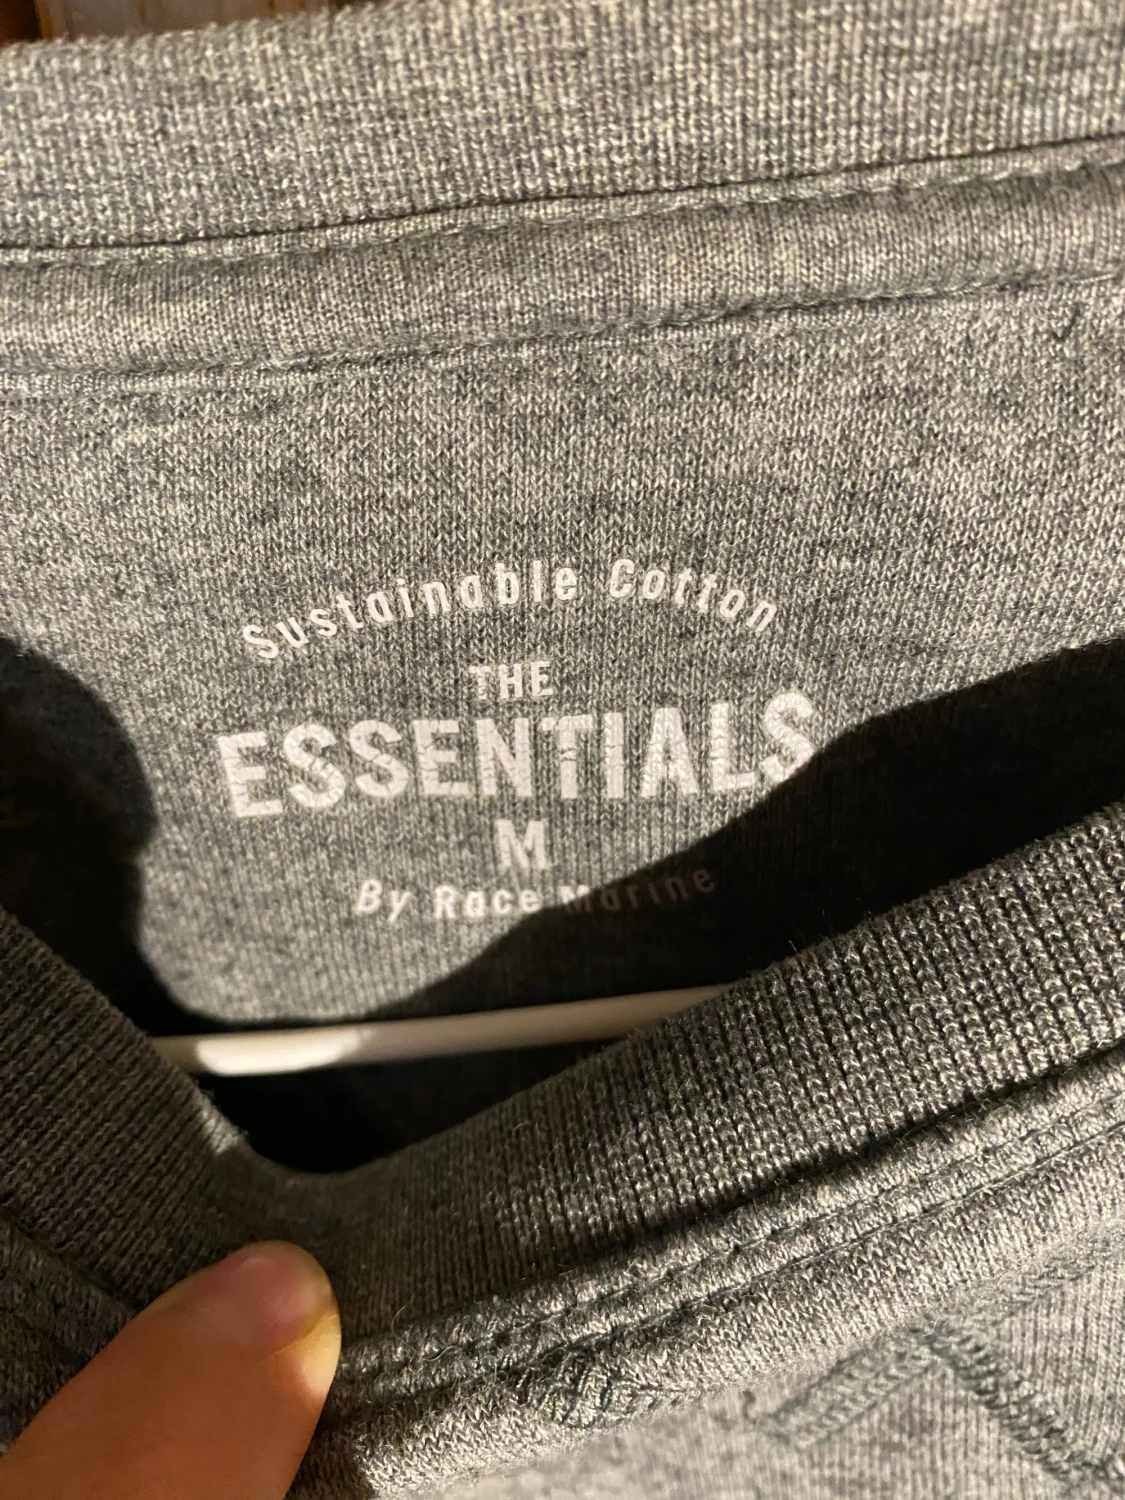 Sustainable Cotton
THE
ESSENTIALS
M
By Race Marine